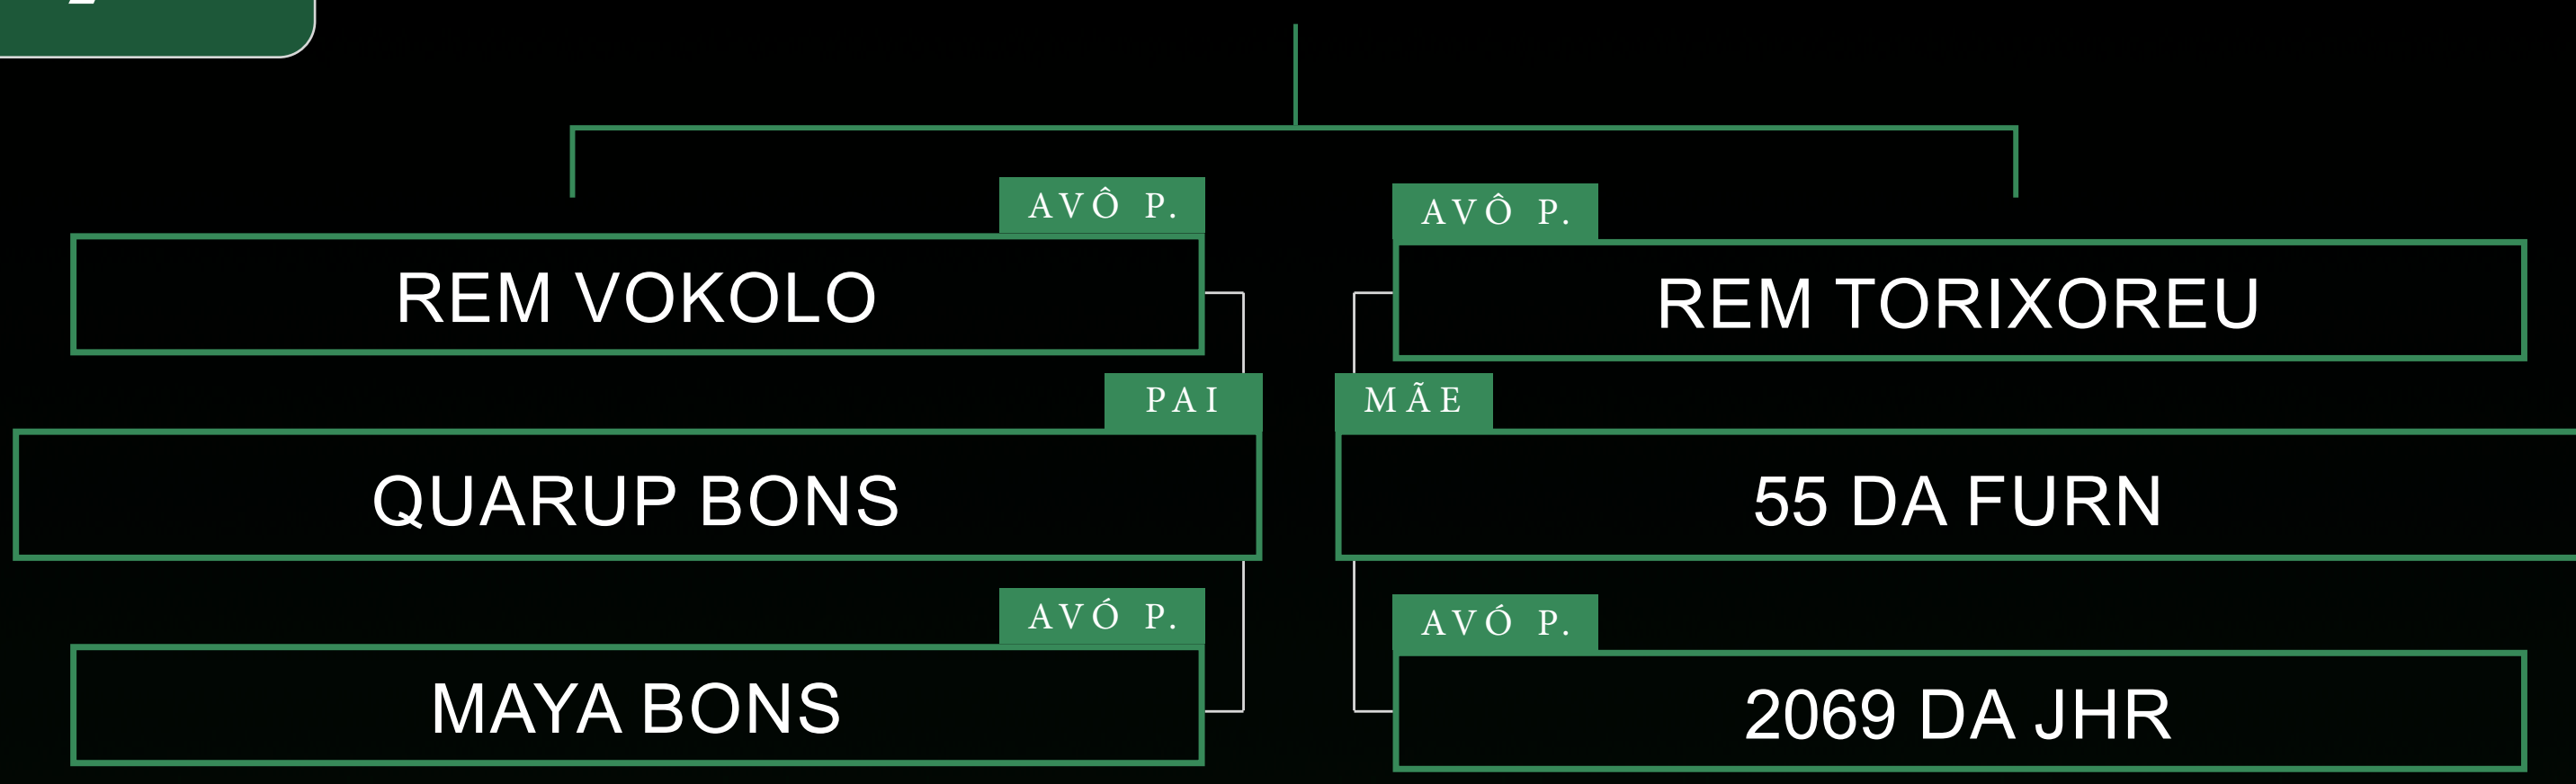 AVÔ P.
REM VOKOLO
PAI
QUARUP BONS
AVÓ P.
MAYA BONS
AVÔ P.
REM TORIXOREU
MÃE
55 DA FURN
AVÓ P.
2069 DA JHR